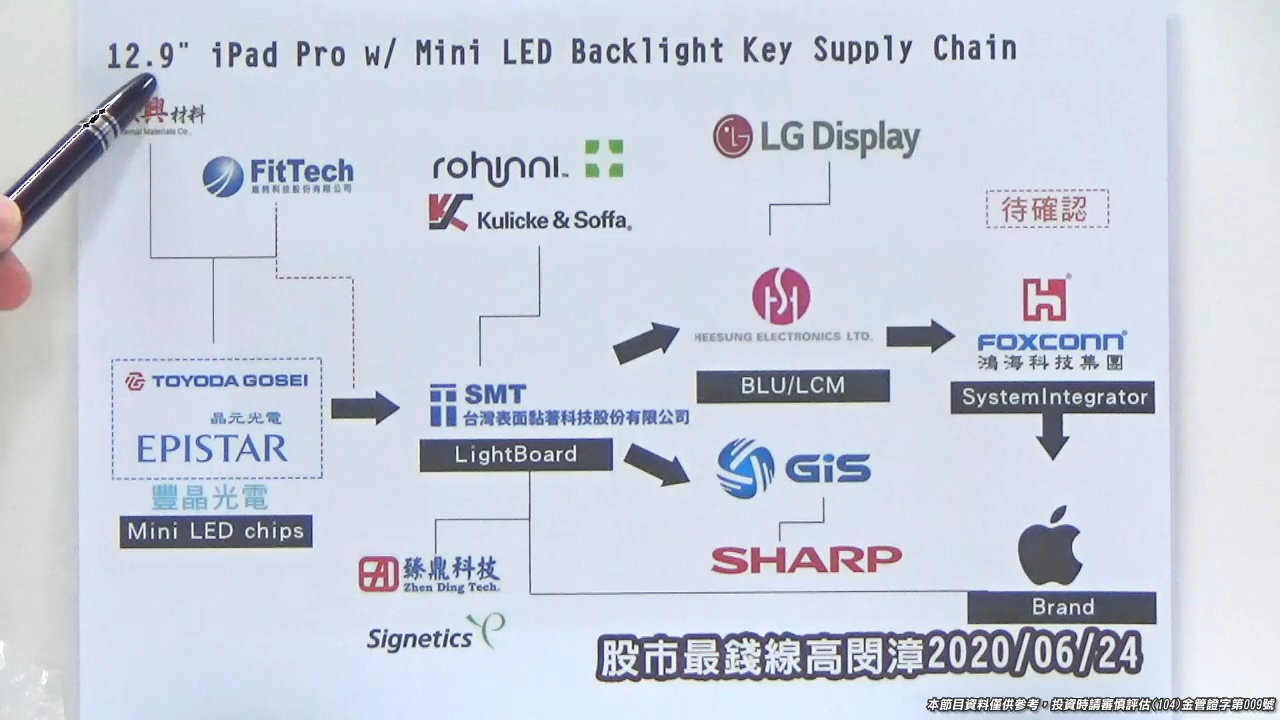 12.9" iPad Pro w/ Mini LED Backlight Key Supply Chain
興材料
Materials Co.,
FitTech
科技股份有限公司
rohinni™
Kulicke & Soffa®
LG Display
待確認
TOYODA GOSEI
晶元光電
EPISTAR
豐晶光電
Mini LED chips
SMT
台灣表面黏著科技股份有限公司
LightBoard
HEESUNG ELECTRONICS LTD.
BLU/LCM
GiS
SHARP
FOXCONN®
鴻海科技集團
SystemIntegrator
Brand
臻鼎科技
Zhen Ding Tech.
Signetics
股市最錢線高閔漳2020/06/24
本節目資料僅供參考，投資時請審慎評估(104)金管證字第009號